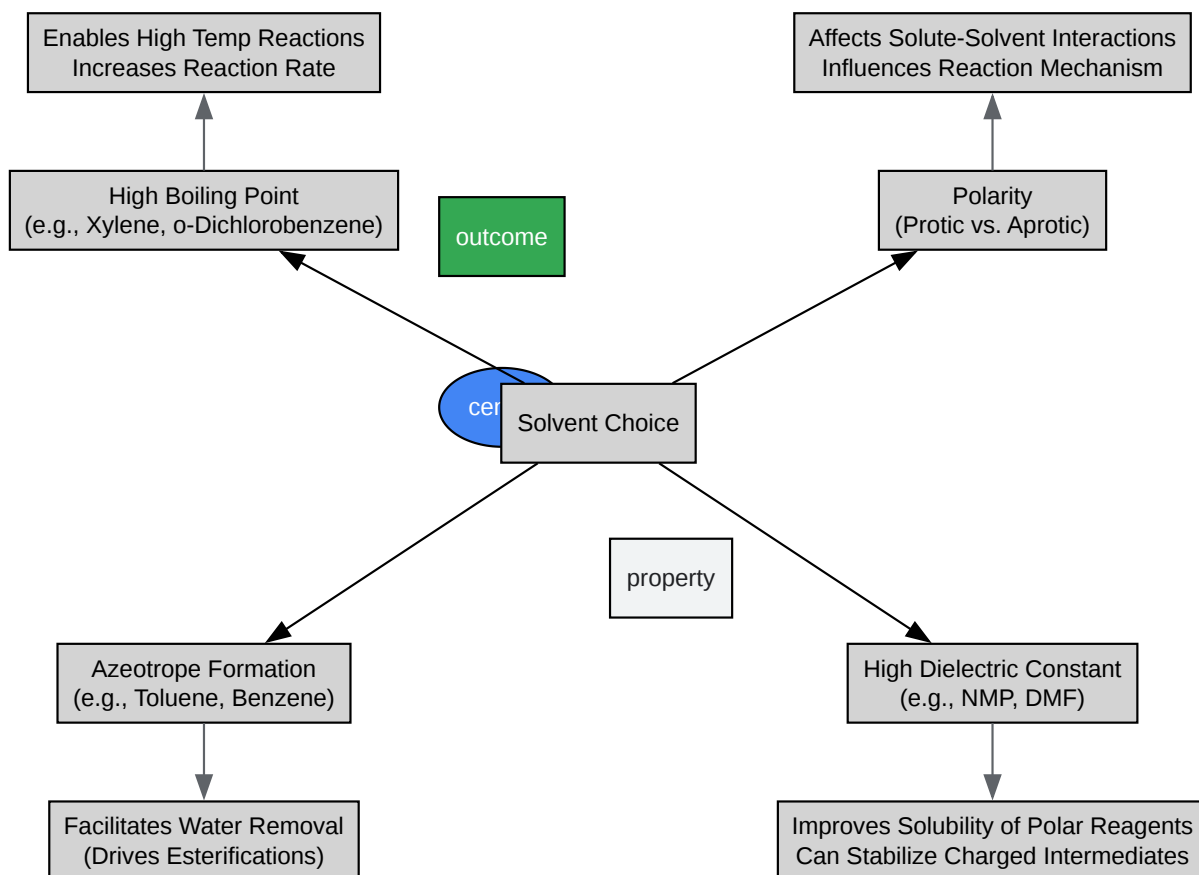 Enables High Temp Reactions
Increases Reaction Rate
Affects Solute-Solvent Interactions
Influences Reaction Mechanism
High Boiling Point
(e.g., Xylene, o-Dichlorobenzene)
outcome
Polarity
(Protic vs. Aprotic)
Solvent Choice
property
Azeotrope Formation
(e.g., Toluene, Benzene)
High Dielectric Constant
(e.g., NMP, DMF)
Facilitates Water Removal
(Drives Esterifications)
Improves Solubility of Polar Reagents
Can Stabilize Charged Intermediates